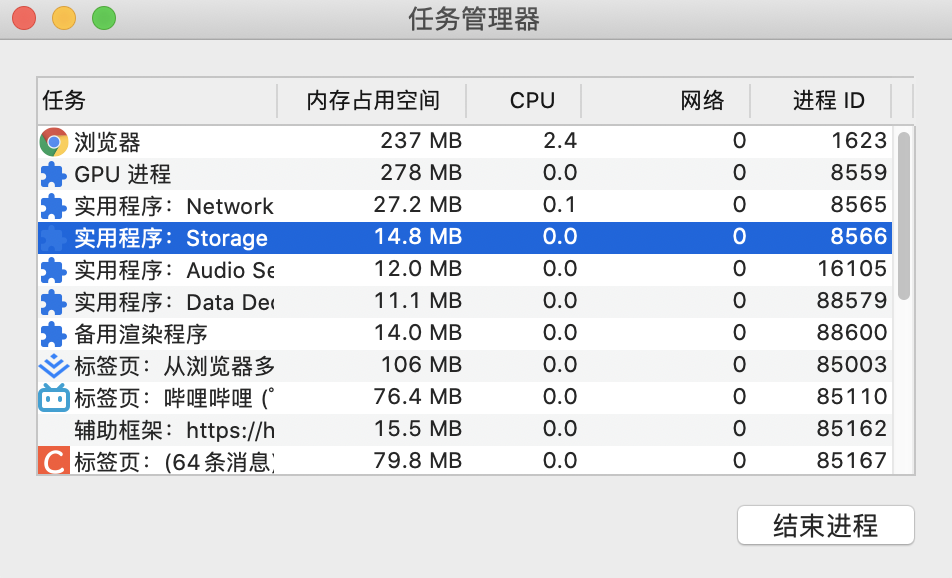 任务管理器
任务 内存占用空间 CPU 网络 进程 ID
浏览器 237 MB 2.4 0 1623
GPU 进程 278 MB 0.0 0 8559
实用程序：Network 27.2 MB 0.1 0 8565
实用程序：Storage 14.8 MB 0.0 0 8566
实用程序：Audio Se 12.0 MB 0.0 0 16105
实用程序：Data Dec 11.1 MB 0.0 0 88579
备用渲染程序 14.0 MB 0.0 0 88600
标签页：从浏览器多 106 MB 0.0 0 85003
标签页：哔哩哔哩 (ﾟ 76.4 MB 0.0 0 85110
辅助框架：https://h 15.5 MB 0.0 0 85162
标签页：(64 条消息) 79.8 MB 0.0 0 85167
结束进程